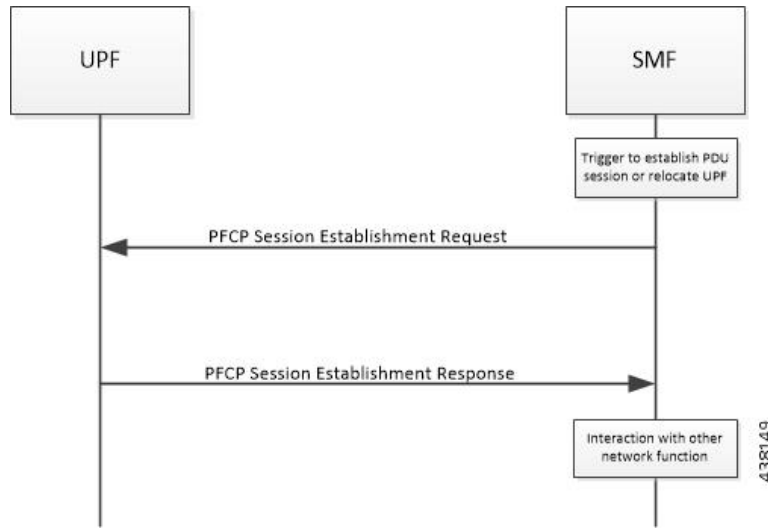 UPF
SMF
Trigger to establish PDU
session or relocate UPF
PFCP Session Establishment Request
PFCP Session Establishment Response
Interaction with other
network function
438149